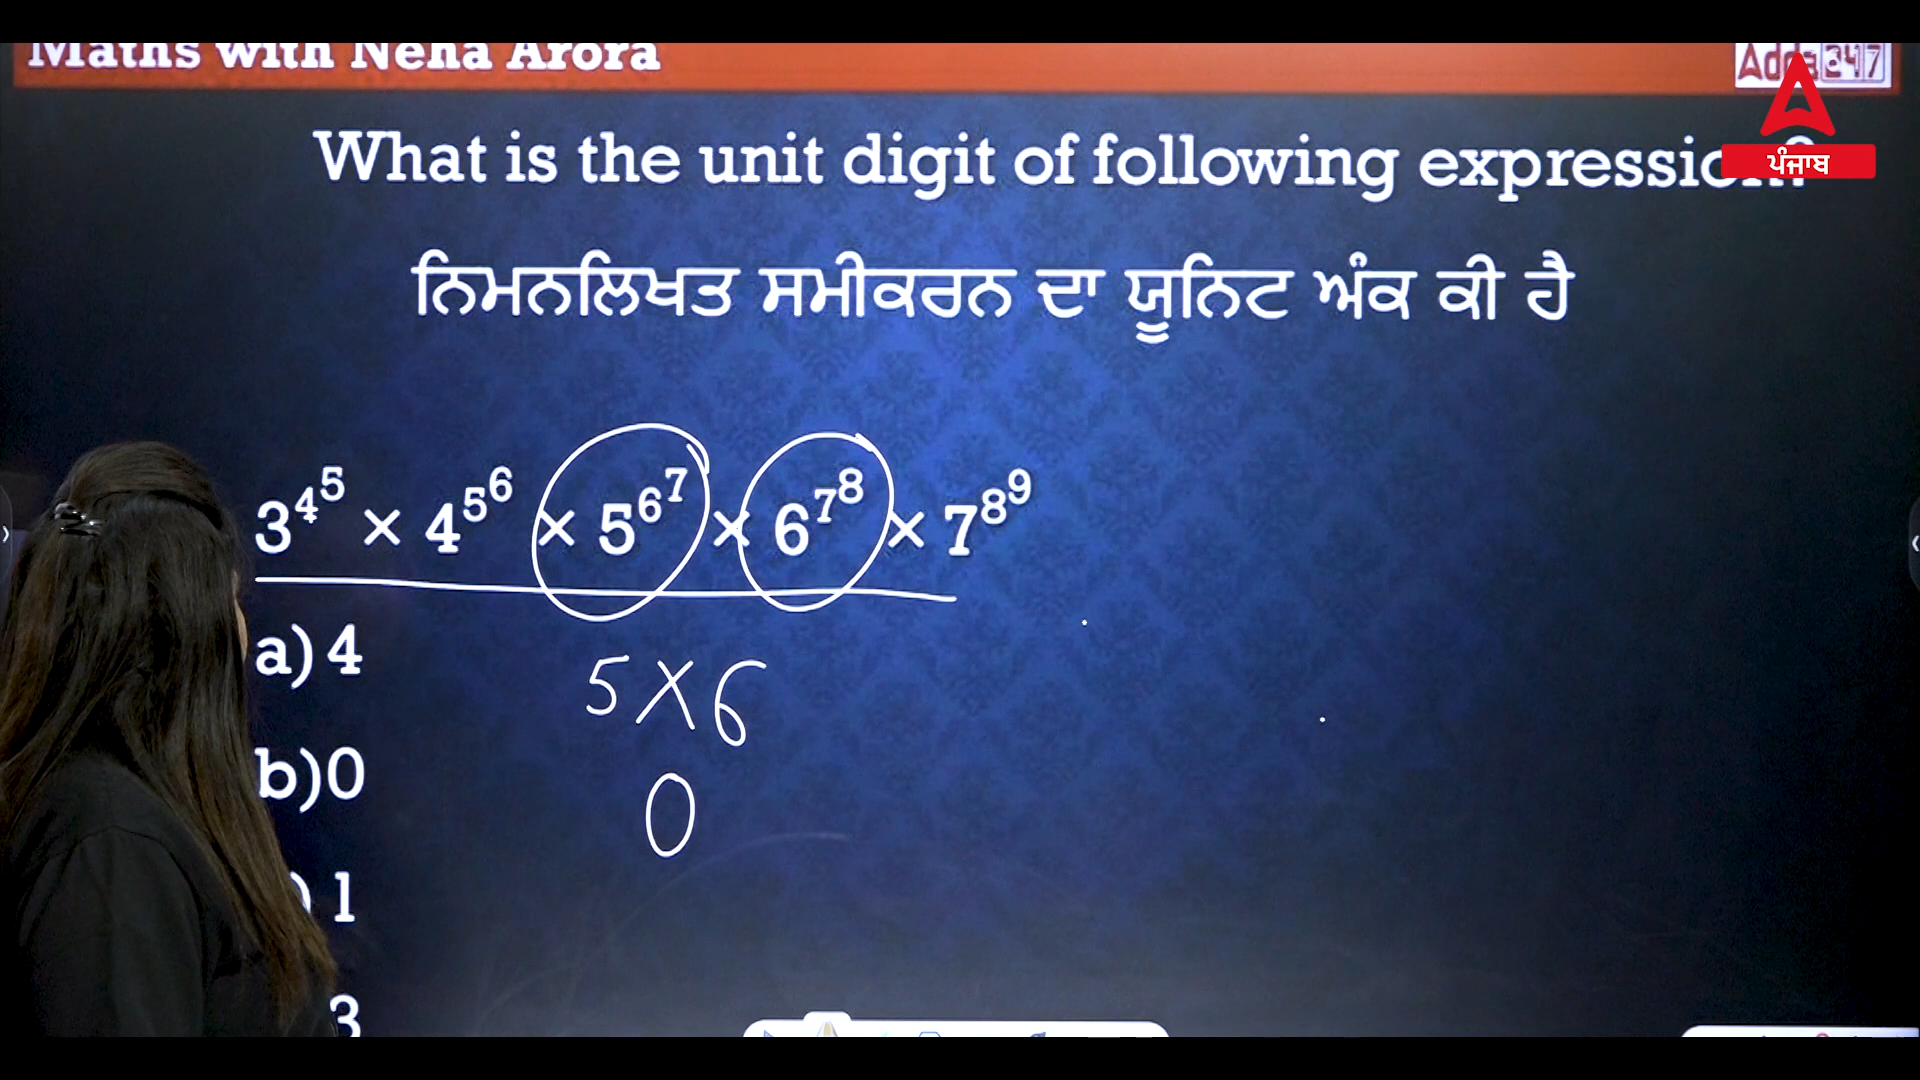 Maths with Neha Arora
Adda 247
ਪੰਜਾਬ
What is the unit digit of following expression?
ਨਿਮਨਲਿਖਤ ਸਮੀਕਰਨ ਦਾ ਯੂਨਿਟ ਅੰਕ ਕੀ ਹੈ
3^4^5 × 4^5^6 × 5^6^7 × 6^7^8 × 7^8^9
a) 4
5 × 6
b) 0
0
) 1
3